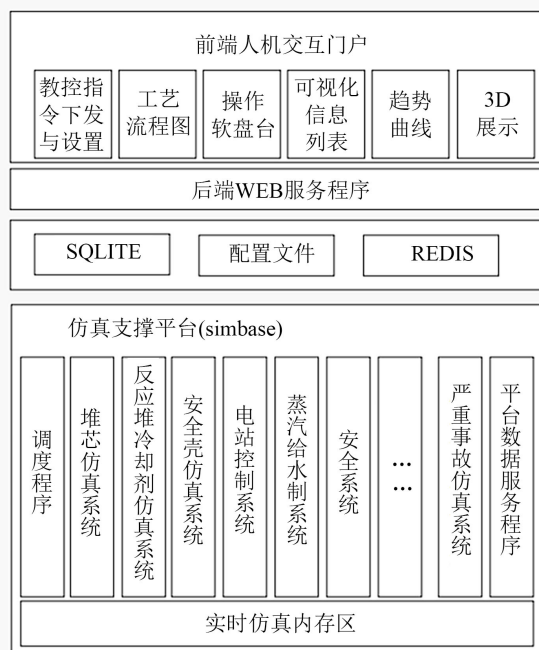 前端人机交互门户
教控指
令下发
与设置
工艺
流程图
操作
软盘台
可视化
信息
列表
趋势
曲线
3D
展示
后端WEB服务程序
SQLITE
配置文件
REDIS
仿真支撑平台(simbase)
调度程序
堆芯仿真系统
反应堆冷却剂仿真系统
安全壳仿真系统
电站控制系统
蒸汽给水制系统
安全系统
...
...
严重事故仿真系统
平台数据服务程序
实时仿真内存区